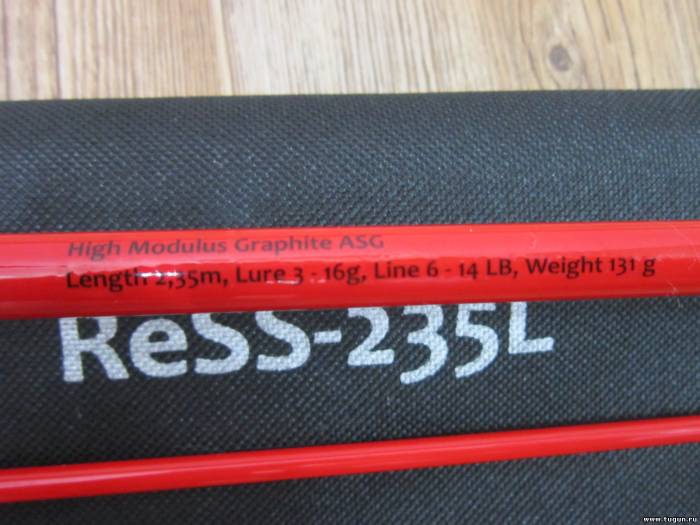 High Modulus Graphite ASG
Length 2,35m, Lure 3 - 16g, Line 6 - 14 LB, Weight 131 g
ReSS-235L
www.tugun.ru